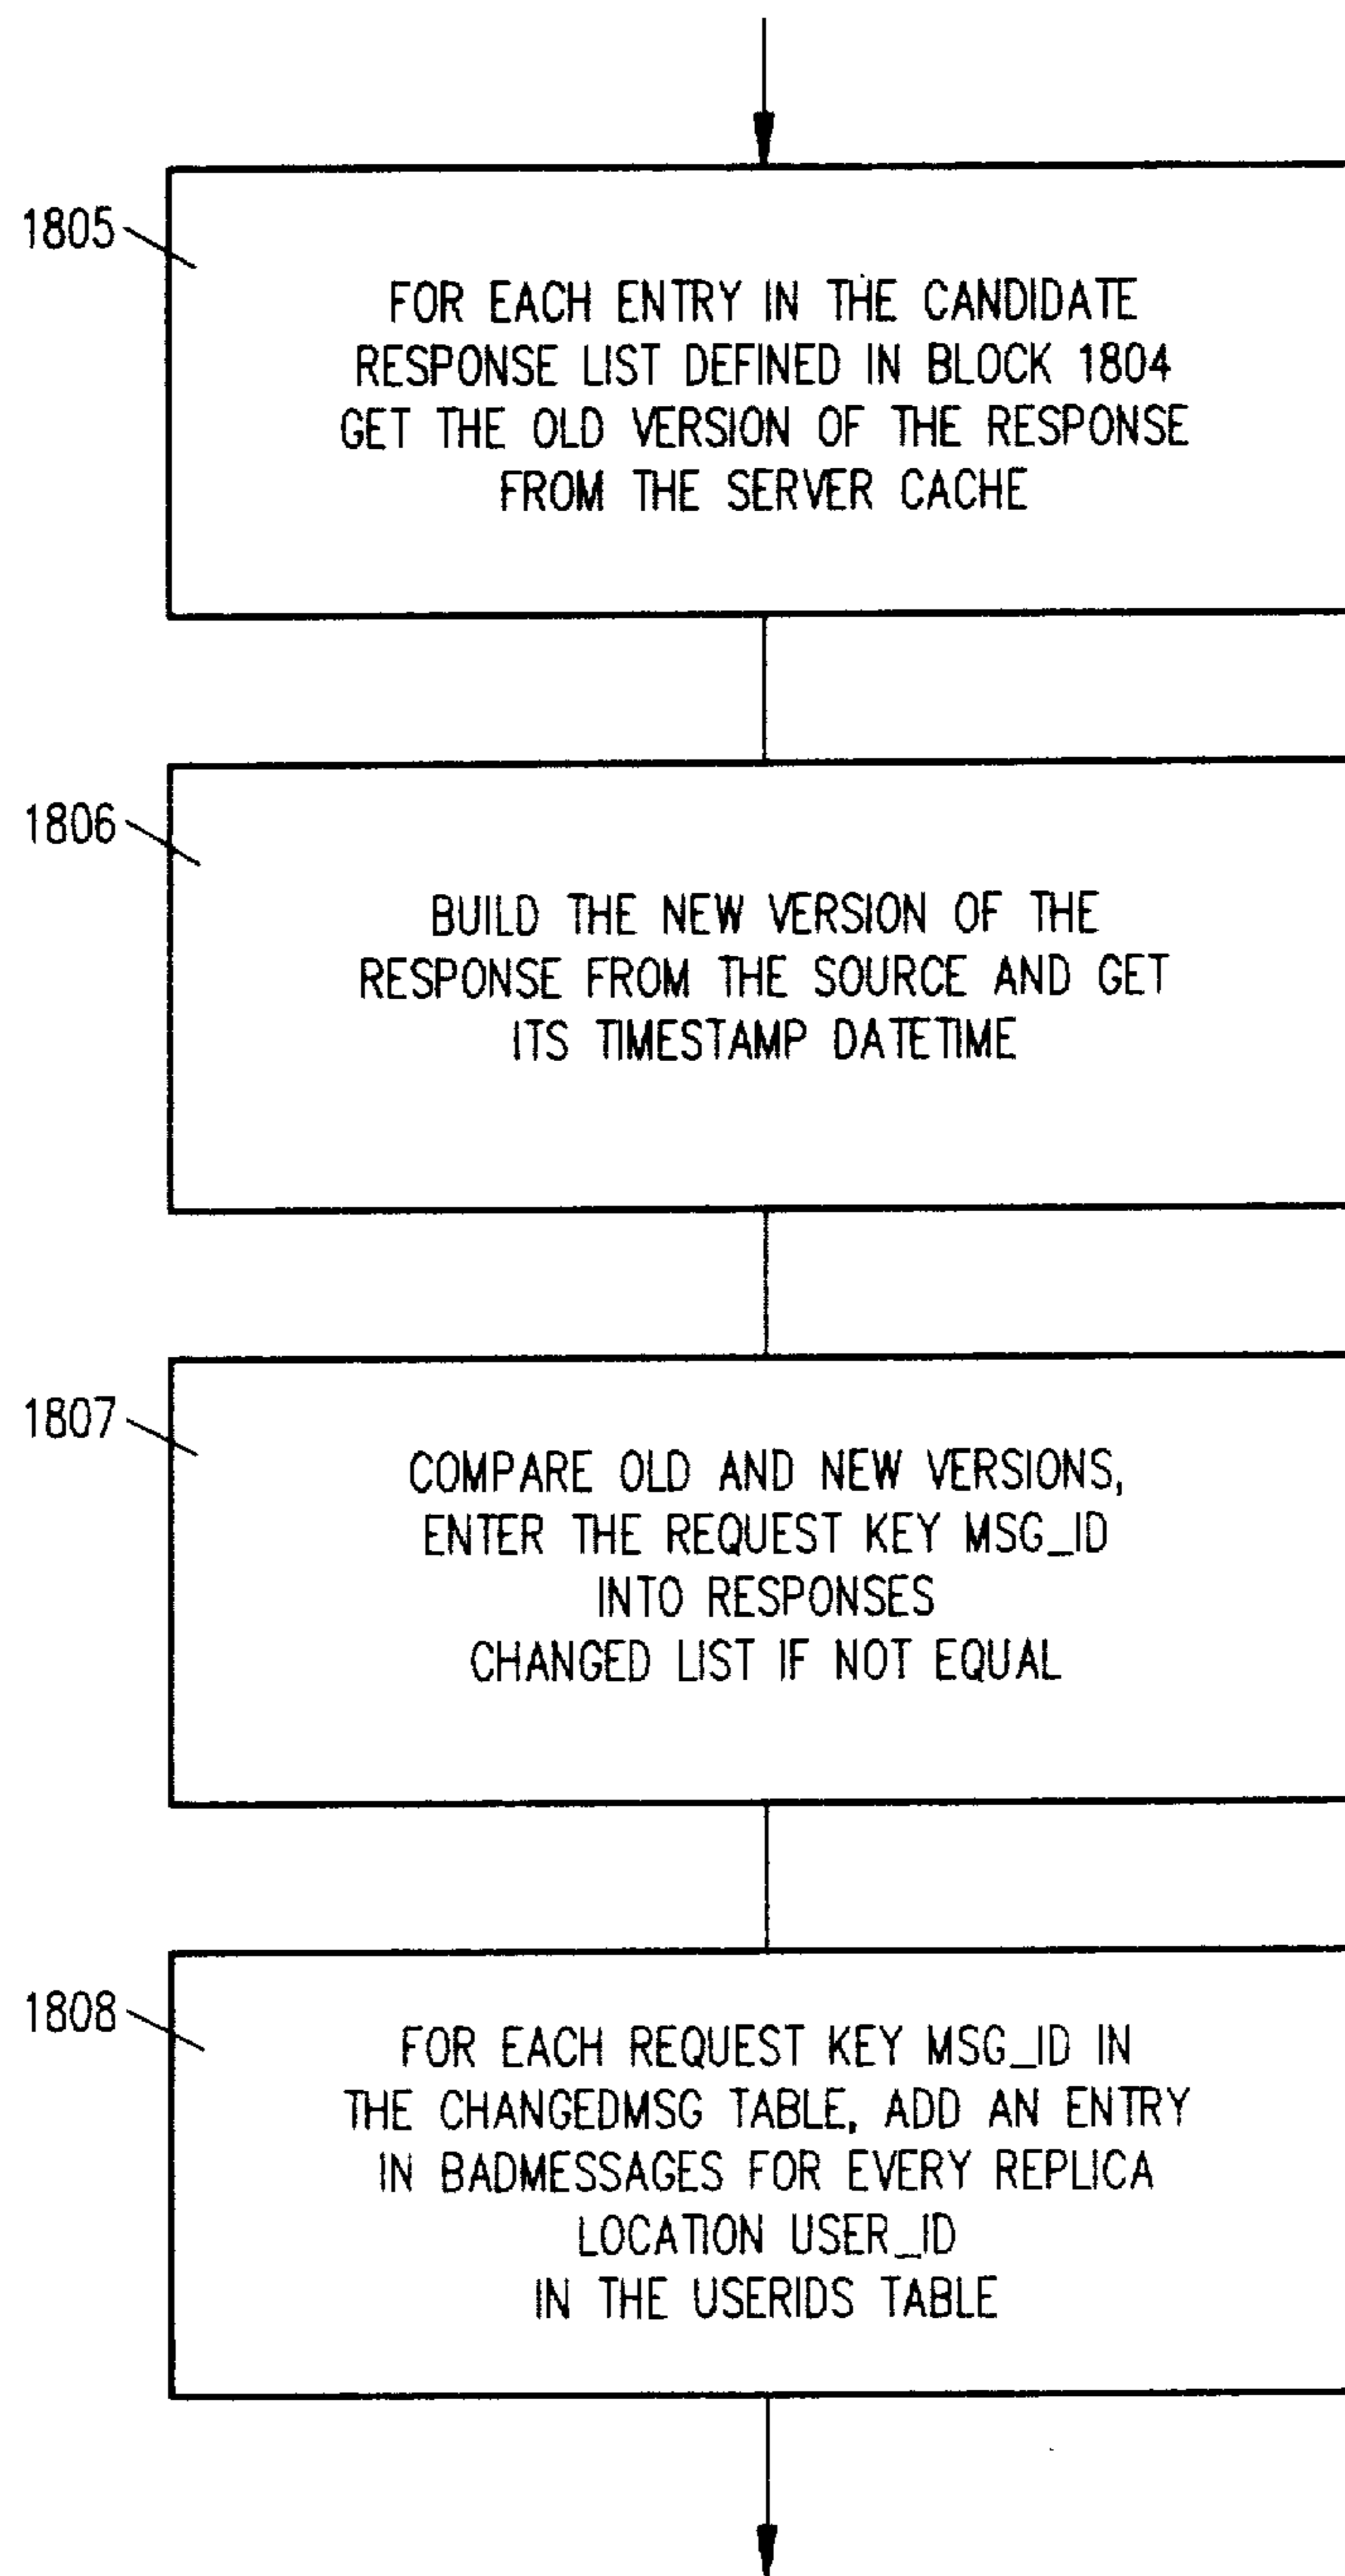 1805
FOR EACH ENTRY IN THE CANDIDATE
RESPONSE LIST DEFINED IN BLOCK 1804
GET THE OLD VERSION OF THE RESPONSE
FROM THE SERVER CACHE
1806
BUILD THE NEW VERSION OF THE
RESPONSE FROM THE SOURCE AND GET
ITS TIMESTAMP DATETIME
1807
COMPARE OLD AND NEW VERSIONS,
ENTER THE REQUEST KEY MSG_ID
INTO RESPONSES
CHANGED LIST IF NOT EQUAL
1808
FOR EACH REQUEST KEY MSG_ID IN
THE CHANGEDMSG TABLE, ADD AN ENTRY
IN BADMESSAGES FOR EVERY REPLICA
LOCATION USER_ID
IN THE USERIDS TABLE